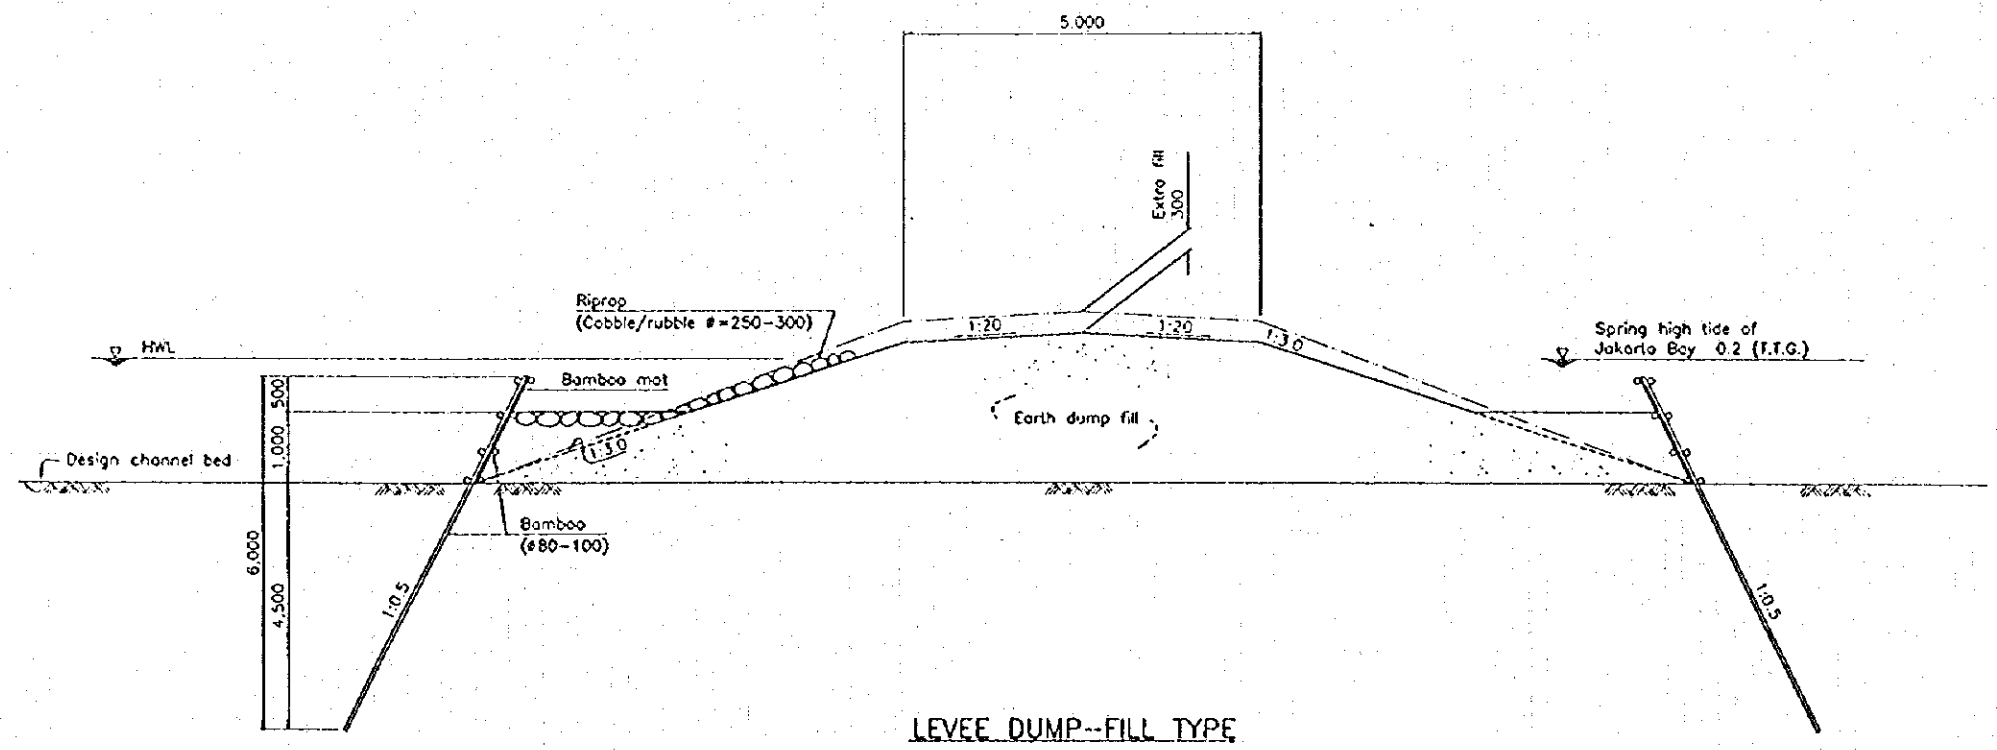 5.000
Extra fill
300
Riprap
(Cobble/rubble ø=250-300)
1:20
1:20
1:3.0
Spring high tide of
Jakarta Bay 0.2 (T.T.G.)
HWL
Bamboo mat
500
Earth dump fill
1,000
1:3.0
Design channel bed
Bamboo
(ø80-100)
6,000
4,500
1:0.5
1:0.5
LEVEE DUMP-FILL TYPE